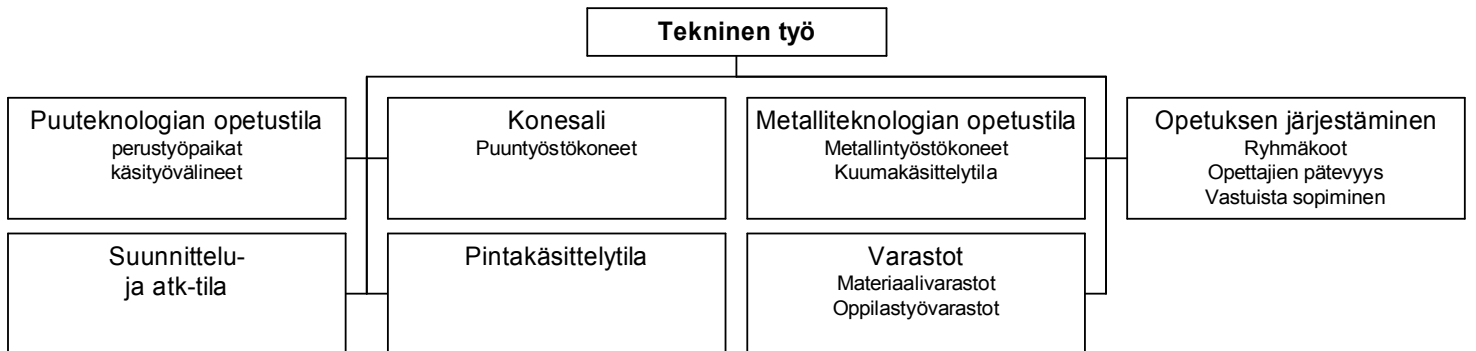 Tekninen työ
Puuteknologian opetustila
perustyöpaikat
käsityövälineet
Konesali
Puuntyöstökoneet
Metalliteknologian opetustila
Metallintyöstökoneet
Kuumakäsittelytila
Opetuksen järjestäminen
Ryhmäkoot
Opettajien pätevyys
Vastuista sopiminen
Suunnittelu-
ja atk-tila
Pintakäsittelytila
Varastot
Materiaalivarastot
Oppilastyövarastot